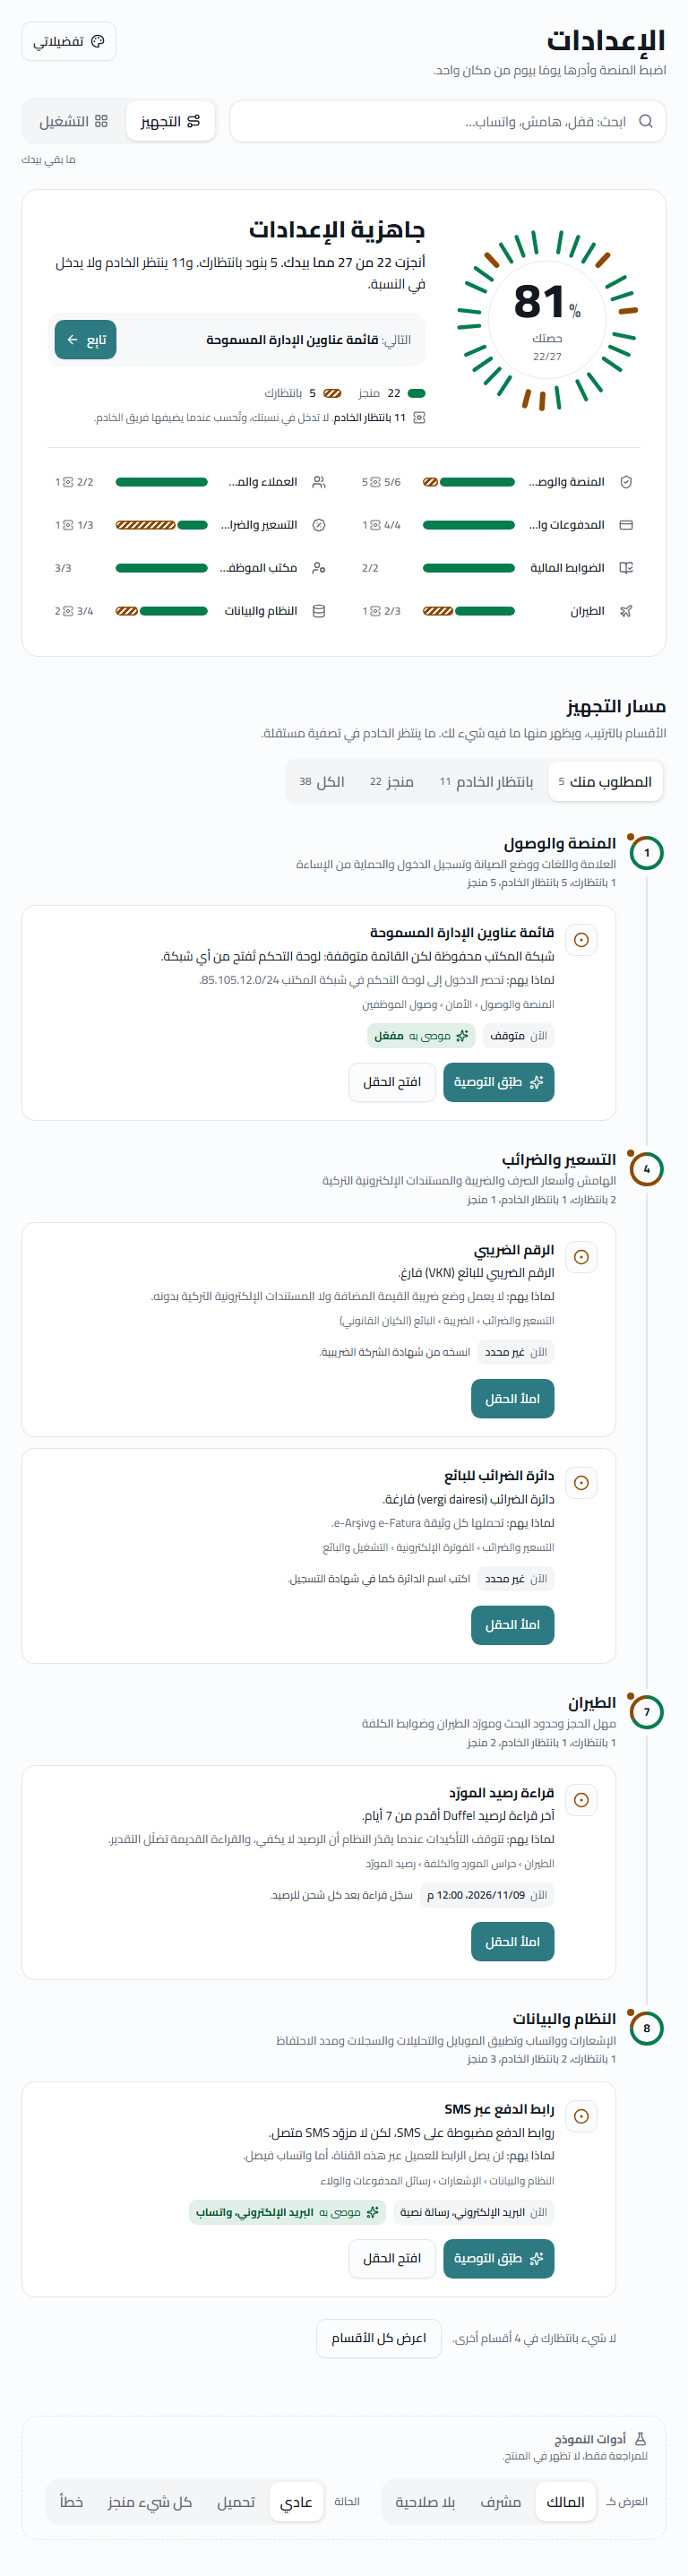 الإعدادات
تفضيلاتي
اضبط المنصة وأدرها يومًا بيوم من مكان واحد.
ابحث: قفل، هامش، واتساب...
التجهيز
التشغيل
ما بقي بيدك
جاهزية الإعدادات
أنجزت 22 من 27 مما بيدك. 5 بنود بانتظارك. و11 ينتظر الخادم ولا يدخل
في النسبة.
81%
حصتك
22/27
التالي: قائمة عناوين الإدارة المسموحة
تابع
22 منجز
5 بانتظارك
11 بانتظار الخادم. لا تدخل في نسبتك، وتُحسب عندما يضيفها فريق الخادم.
المنصة والوصـ... 5/6 5
العملاء والمـ... 2/2 1
المدفوعات وا... 4/4 1
التسعير والضرا... 1/3 1
الضوابط المالية 2/2
مكتب الموظفـ... 3/3
الطيران 2/3 1
النظام والبيانات 3/4 2
مسار التجهيز
الأقسام بالترتيب، ويظهر منها ما فيه شيء لك. ما ينتظر الخادم في تصفية مستقلة.
المطلوب منك 5
بانتظار الخادم 11
منجز 22
الكل 38
1
المنصة والوصول
العلامة واللغات ووضع الصيانة وتسجيل الدخول والحماية من الإساءة
1 بانتظارك، 5 بانتظار الخادم، 5 منجز
قائمة عناوين الإدارة المسموحة
شبكة المكتب محفوظة لكن القائمة متوقفة: لوحة التحكم تُفتح من أي شبكة.
لماذا يهم: تحصر الدخول إلى لوحة التحكم في شبكة المكتب 85.105.12.0/24.
المنصة والوصول › الأمان › وصول الموظفين
الآن متوقف
موصى به مفعّل
طبّق التوصية
افتح الحقل
4
التسعير والضرائب
الهامش وأسعار الصرف والضريبة والمستندات الإلكترونية التركية
2 بانتظارك، 1 بانتظار الخادم، 1 منجز
الرقم الضريبي
الرقم الضريبي للبائع (VKN) فارغ.
لماذا يهم: لا يعمل وضع ضريبة القيمة المضافة ولا المستندات الإلكترونية التركية بدونه.
التسعير والضرائب › الضريبة › البائع (الكيان القانوني)
الآن غير محدد
انسخه من شهادة الشركة الضريبية.
املأ الحقل
دائرة الضرائب للبائع
دائرة الضرائب (vergi dairesi) فارغة.
لماذا يهم: تحملها كل وثيقة e-Fatura وe-Arşiv.
التسعير والضرائب › الفوترة الإلكترونية › التشغيل والبائع
الآن غير محدد
اكتب اسم الدائرة كما في شهادة التسجيل.
املأ الحقل
7
الطيران
مهل الحجز وحدود البحث ومورّد الطيران وضوابط الكلفة
1 بانتظارك، 1 بانتظار الخادم، 2 منجز
قراءة رصيد المورّد
آخر قراءة لرصيد Duffel أقدم من 7 أيام.
لماذا يهم: تتوقف التأكيدات عندما يقدّر النظام أن الرصيد لا يكفي، والقراءة القديمة تضلّل التقدير.
الطيران › حراس المورد والكلفة › رصيد المورّد
الآن 2026/11/09، 12:00 م
سجّل قراءة بعد كل شحن للرصيد.
املأ الحقل
8
النظام والبيانات
الإشعارات وواتساب وتطبيق الموبايل والتحليلات والسجلات ومدد الاحتفاظ
1 بانتظارك، 2 بانتظار الخادم، 3 منجز
رابط الدفع عبر SMS
روابط الدفع مضبوطة على SMS، لكن لا مزوّد SMS متصل.
لماذا يهم: لن يصل الرابط للعميل عبر هذه القناة، أما واتساب فيصل.
النظام والبيانات › الإشعارات › رسائل المدفوعات والولاء
الآن البريد الإلكتروني، رسالة نصية
موصى به البريد الإلكتروني، واتساب
طبّق التوصية
افتح الحقل
لا شيء بانتظارك في 4 أقسام أخرى.
اعرض كل الأقسام
أدوات النموذج
للمراجعة فقط، لا تظهر في المنتج.
العرض كـ
المالك
مشرف
بلا صلاحية
الحالة
عادي
تحميل
كل شيء منجز
خطأ